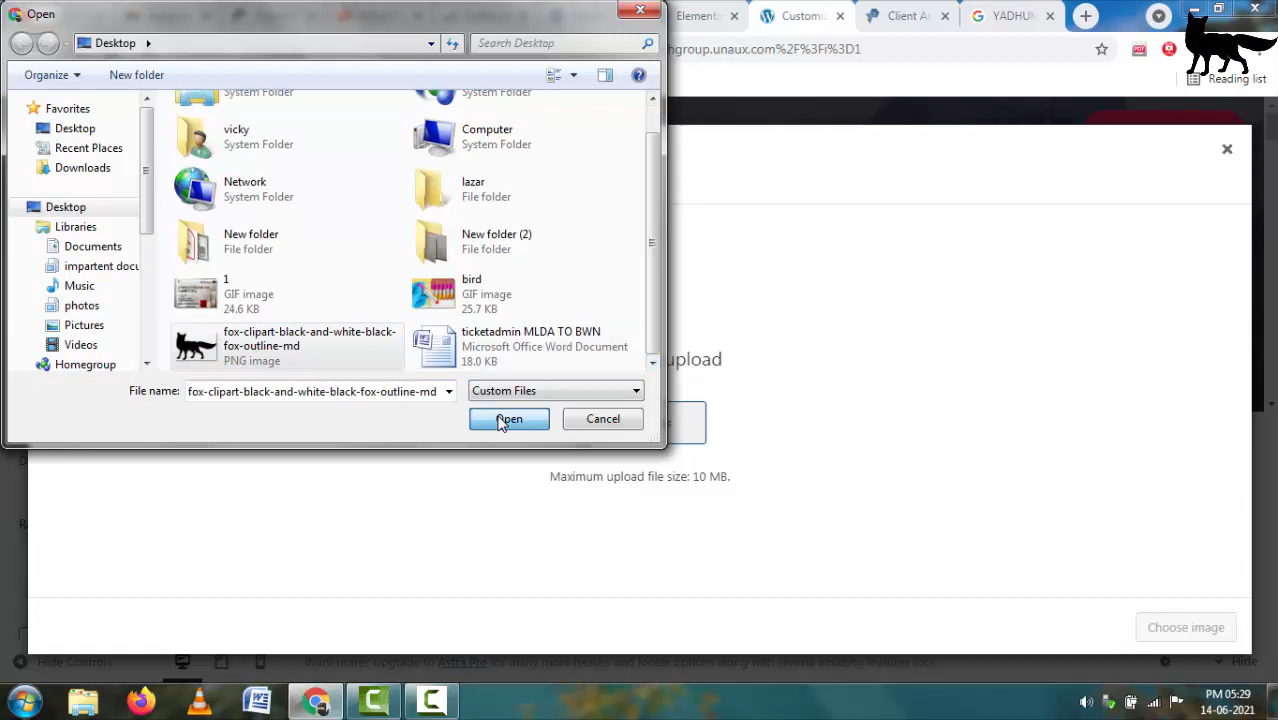 Open
Elemento
Customiz
Client A
YADHUM
Desktop
Search Desktop
hgroup.unaux.com%2F%3Fi%3D1
Organize
New folder
Reading list
System Folder
System Folder
Favorites
Desktop
Recent Places
Downloads
Desktop
Libraries
Documents
impartent docu
Music
photos
Pictures
Videos
Homegroup
vicky
System Folder
Computer
System Folder
Network
System Folder
lazar
File folder
New folder
File folder
New folder (2)
File folder
1
GIF image
24.6 KB
bird
GIF image
25.7 KB
fox-clipart-black-and-white-black-
fox-outline-md
PNG image
ticketadmin MLDA TO BWN
Microsoft Office Word Document
18.0 KB
upload
File name:
fox-clipart-black-and-white-black-fox-outline-md
Custom Files
Open
Cancel
Maximum upload file size: 10 MB.
Choose image
Hide Controls
Want more? Upgrade to Astra Pro for many more header and footer options along with several amazing features too!
Hide
PM 05:29
14-06-2021